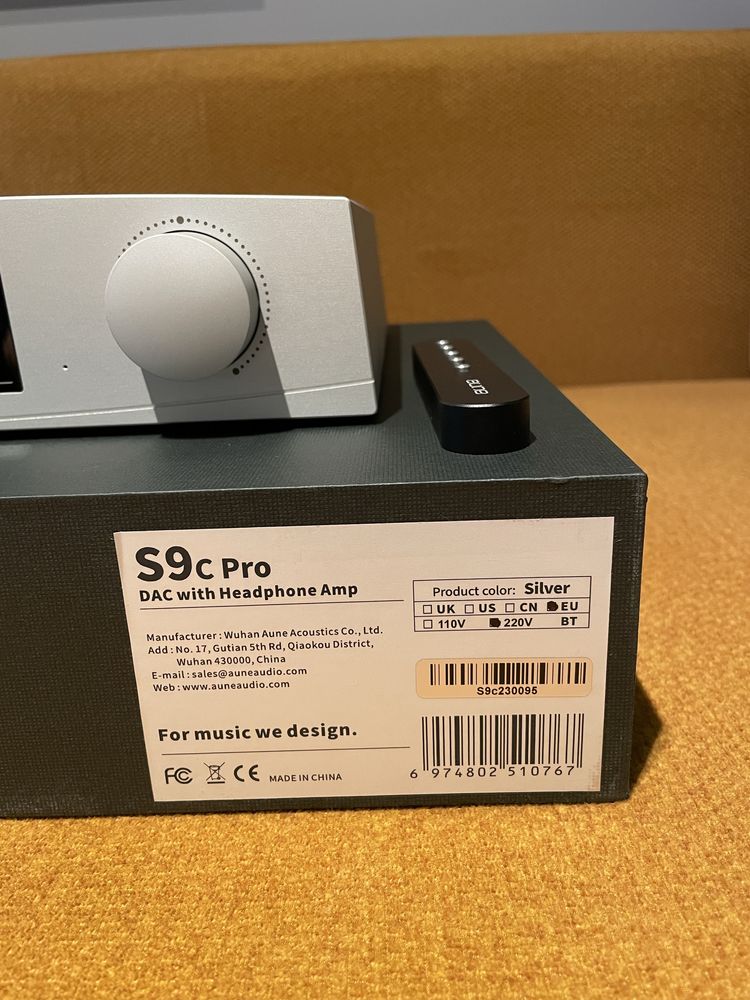 aune
S9c Pro
DAC with Headphone Amp
Manufacturer : Wuhan Aune Acoustics Co., Ltd.
Add : No. 17, Gutian 5th Rd, Qiaokou District,
Wuhan 430000, China
E-mail : sales@auneaudio.com
Web : www.auneaudio.com
For music we design.
FC CE MADE IN CHINA
Product color: Silver
UK US CN EU
110V 220V BT
S9c230095
6 974802 510767